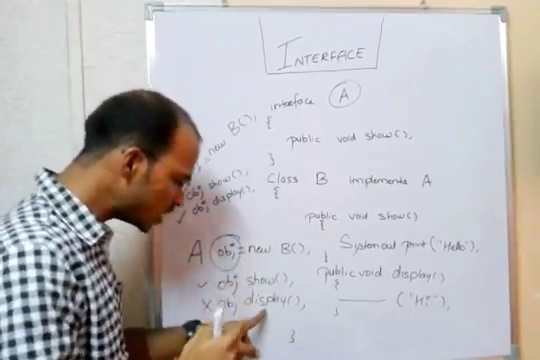 INTERFACE
interface A
{
public void show();
}
new B();
obj show();
✓ obj display();
Class B implements A
{
public void show()
{
System out print ("Hello");
}
public void display()
{
("Hi");
}
}
A obj = new B();
✓ obj show();
X obj display();